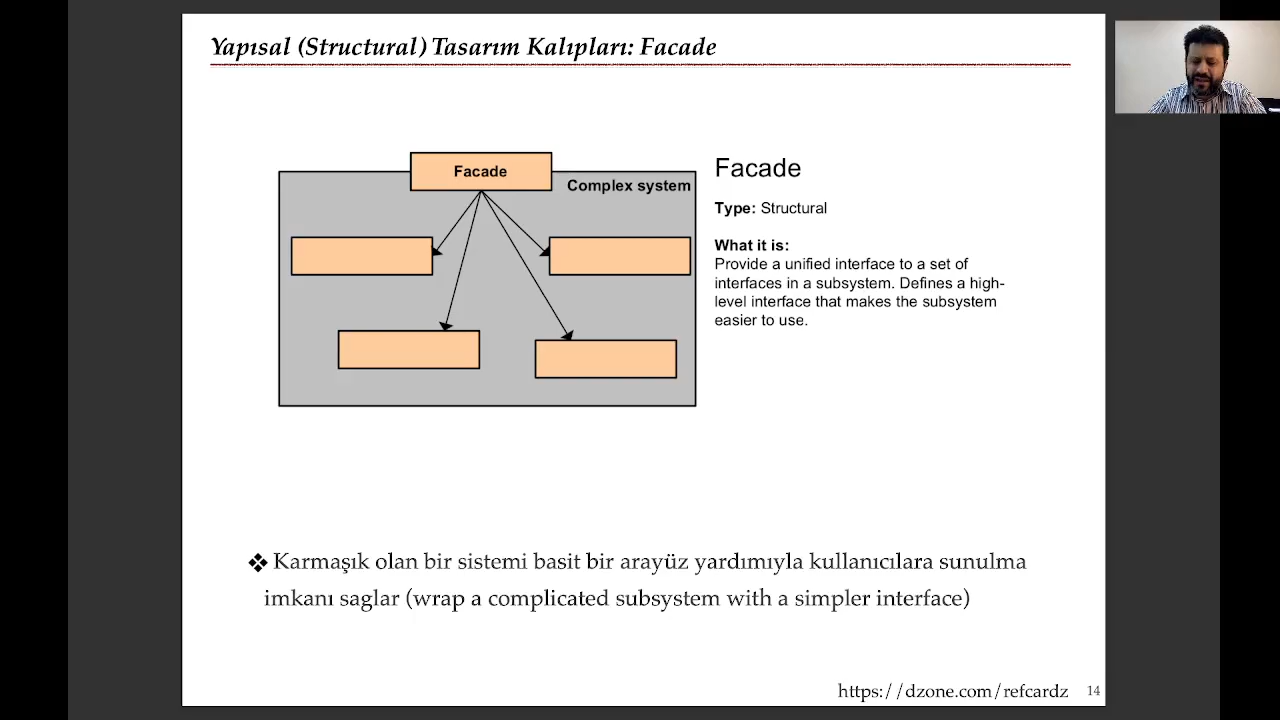 Yapısal (Structural) Tasarım Kalıpları: Facade
Facade
Complex system
Facade
Type: Structural
What it is:
Provide a unified interface to a set of
interfaces in a subsystem. Defines a high-
level interface that makes the subsystem
easier to use.
❖ Karmaşık olan bir sistemi basit bir arayüz yardımıyla kullanıcılara sunulma
imkanı saglar (wrap a complicated subsystem with a simpler interface)
https://dzone.com/refcardz
14